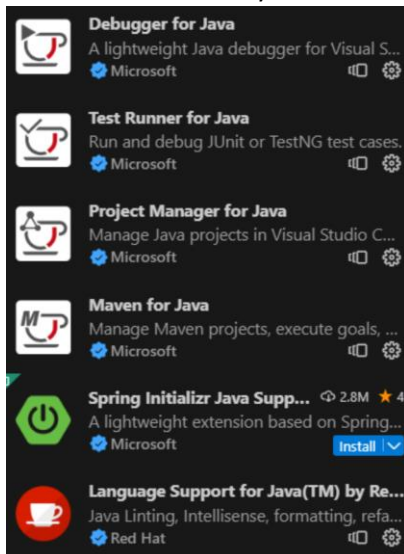 Debugger for Java
A lightweight Java debugger for Visual S...
Microsoft
Test Runner for Java
Run and debug JUnit or TestNG test cases.
Microsoft
Project Manager for Java
Manage Java projects in Visual Studio C...
Microsoft
Maven for Java
Manage Maven projects, execute goals, ...
Microsoft
Spring Initializr Java Supp... 2.8M ★ 4
A lightweight extension based on Spring...
Microsoft Install
Language Support for Java(TM) by Re...
Java Linting, Intellisense, formatting, refa...
Red Hat